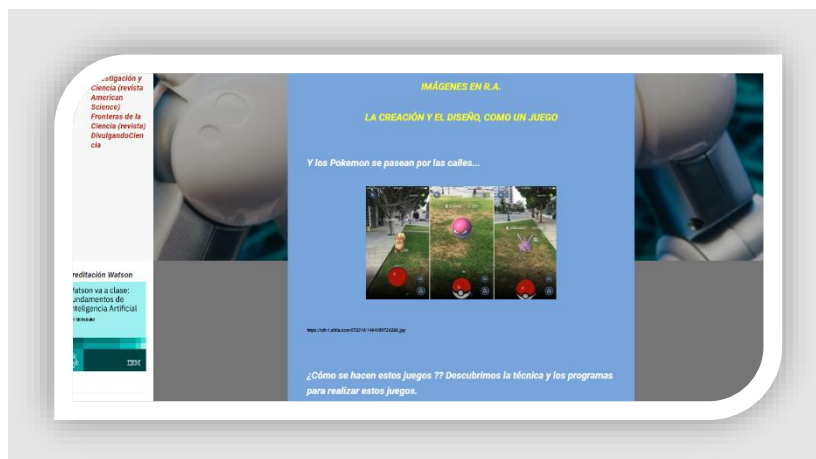 Ciencia (revista
American
Science)
Fronteras de la
Ciencia (revista)
DivulgandoCien
cia
IMÁGENES EN R.A.
LA CREACIÓN Y EL DISEÑO, COMO UN JUEGO
Y los Pokemon se pasean por las calles...
reditación Watson
Watson va a clase:
undamentos de
nteligencia Artificial
IBM
¿Cómo se hacen estos juegos ?? Descubrimos la técnica y los programas
para realizar estos juegos.